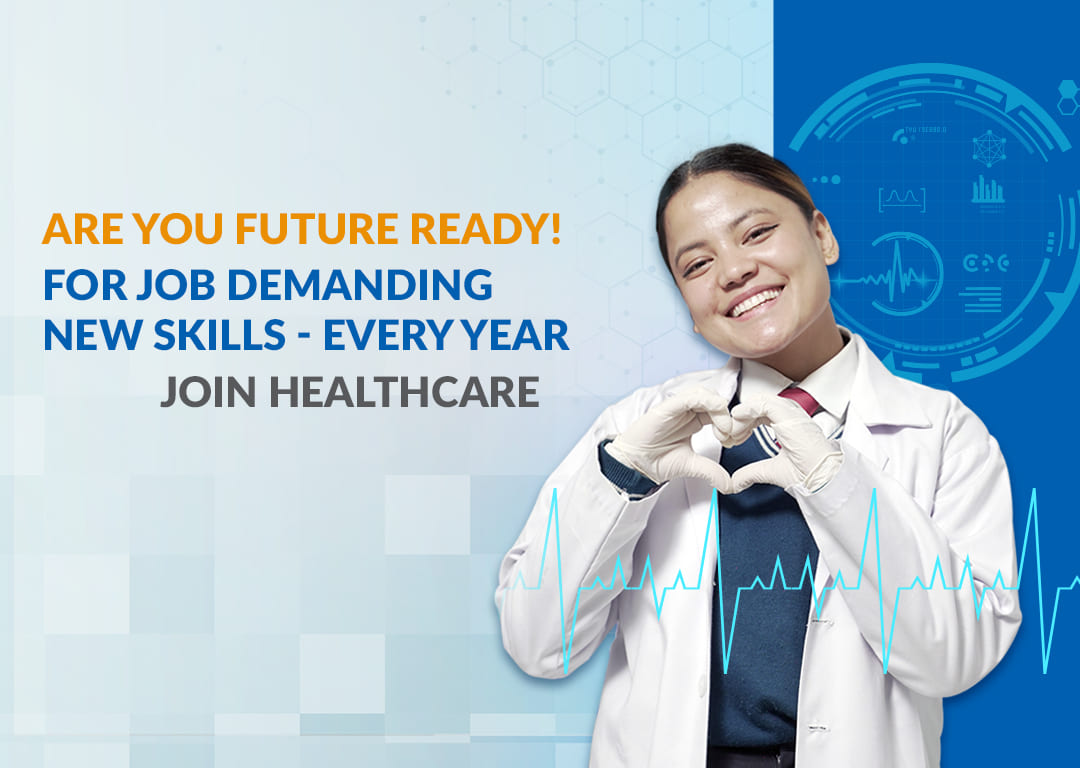 ARE YOU FUTURE READY!
FOR JOB DEMANDING
NEW SKILLS - EVERY YEAR
JOIN HEALTHCARE